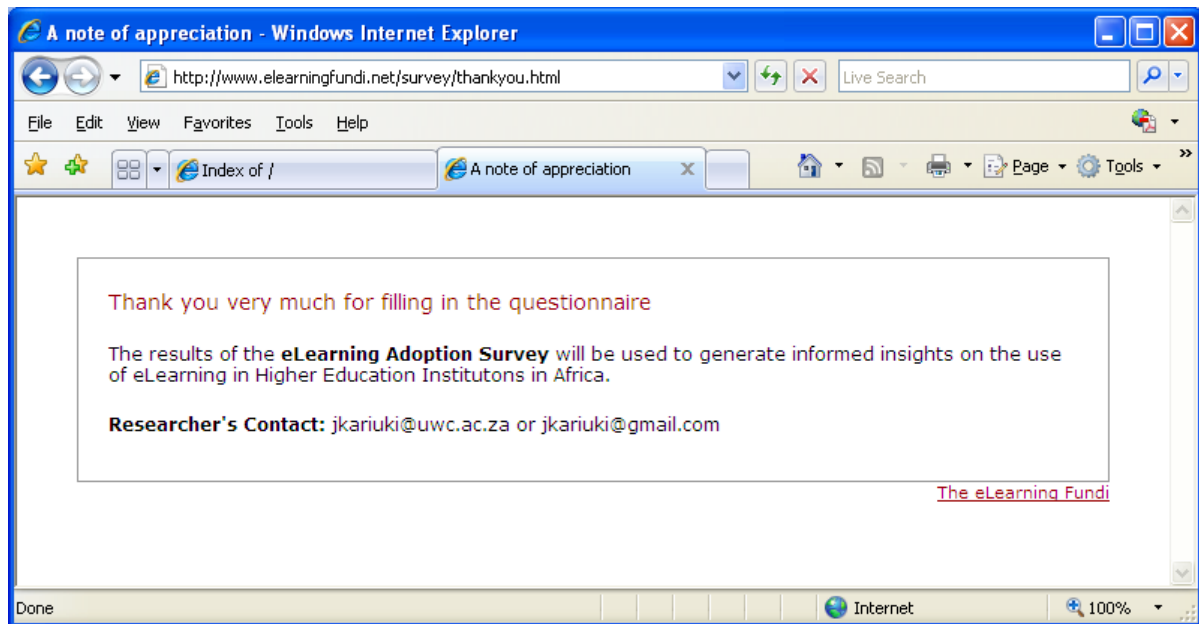 A note of appreciation - Windows Internet Explorer
http://www.elearningfundi.net/survey/thankyou.html Live Search
File Edit View Favorites Tools Help
Index of / A note of appreciation Page Tools
Thank you very much for filling in the questionnaire
The results of the eLearning Adoption Survey will be used to generate informed insights on the use
of eLearning in Higher Education Institutons in Africa.
Researcher's Contact: jkariuki@uwc.ac.za or jkariuki@gmail.com
The eLearning Fundi
Done Internet 100%